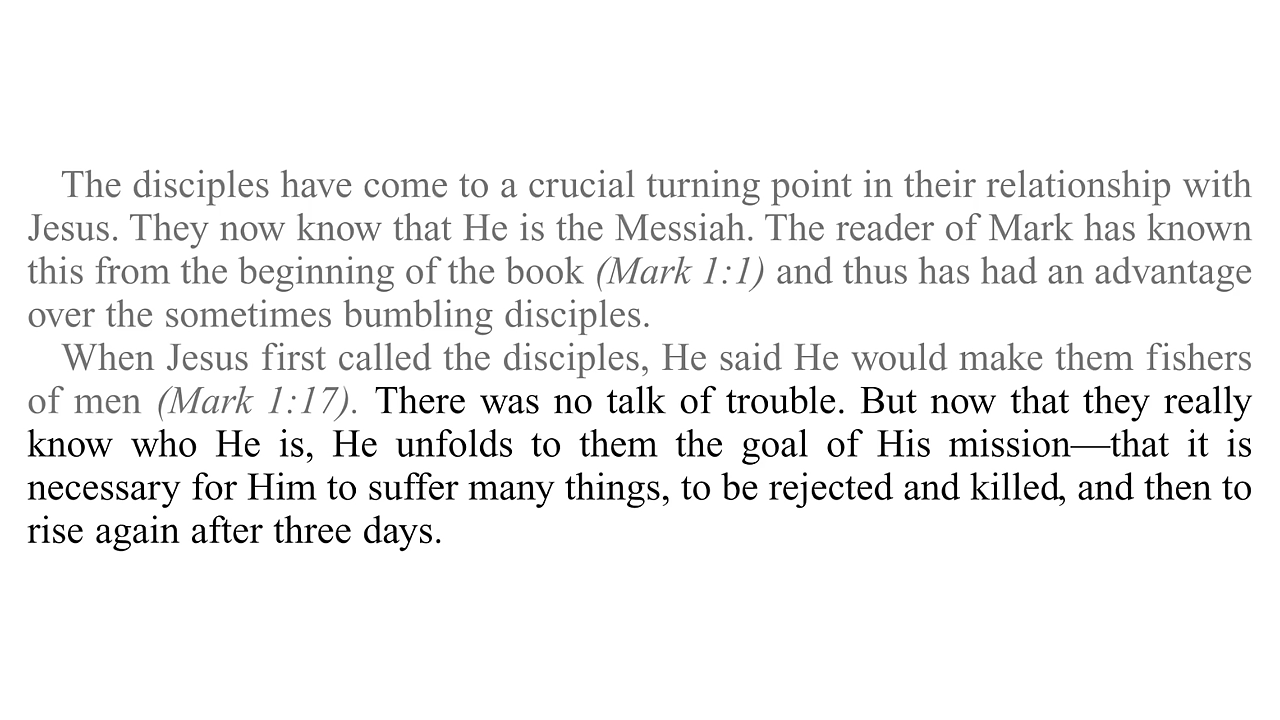 The disciples have come to a crucial turning point in their relationship with
Jesus. They now know that He is the Messiah. The reader of Mark has known
this from the beginning of the book (Mark 1:1) and thus has had an advantage
over the sometimes bumbling disciples.
When Jesus first called the disciples, He said He would make them fishers
of men (Mark 1:17). There was no talk of trouble. But now that they really
know who He is, He unfolds to them the goal of His mission—that it is
necessary for Him to suffer many things, to be rejected and killed, and then to
rise again after three days.